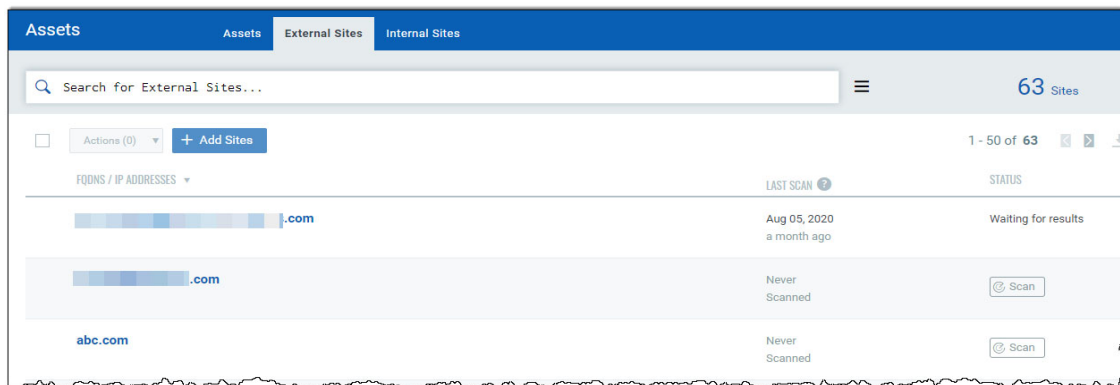 Assets
Assets External Sites Internal Sites
Search for External Sites...
63 Sites
Actions (0) + Add Sites
1 - 50 of 63
FQDNS / IP ADDRESSES LAST SCAN ? STATUS
.com Aug 05, 2020 Waiting for results
a month ago
.com Never Scan
Scanned
abc.com Never Scan
Scanned